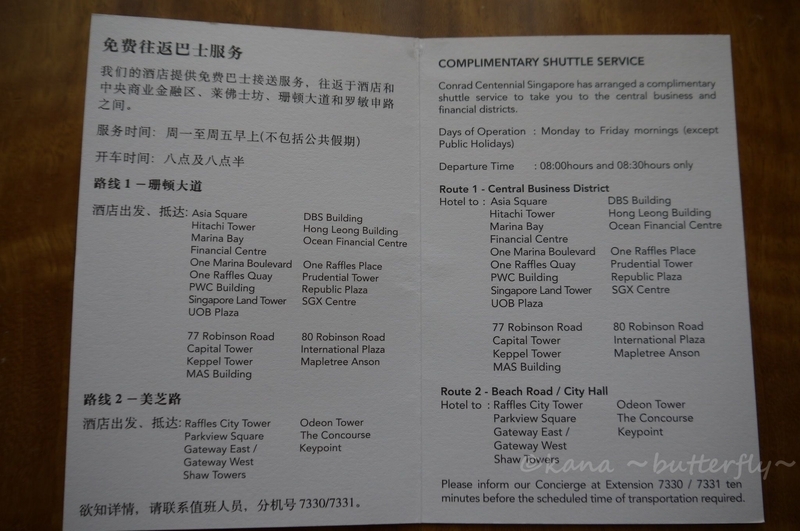 免费往返巴士服务
我们的酒店提供免费巴士接送服务，往返于酒店和
中央商业金融区、莱佛士坊、珊顿大道和罗敏申路
之间。
服务时间： 周一至周五早上(不包括公共假期)
开车时间： 八点及八点半
路线 1 – 珊顿大道
酒店出发、抵达: Asia Square DBS Building
Hitachi Tower Hong Leong Building
Marina Bay Ocean Financial Centre
Financial Centre
One Marina Boulevard One Raffles Place
One Raffles Quay Prudential Tower
PWC Building Republic Plaza
Singapore Land Tower SGX Centre
UOB Plaza
77 Robinson Road 80 Robinson Road
Capital Tower International Plaza
Keppel Tower Mapletree Anson
MAS Building
路线 2 – 美芝路
酒店出发、抵达: Raffles City Tower Odeon Tower
Parkview Square The Concourse
Gateway East / Keypoint
Gateway West
Shaw Towers
欲知详情，请联系值班人员，分机号 7330/7331。
COMPLIMENTARY SHUTTLE SERVICE
Conrad Centennial Singapore has arranged a complimentary
shuttle service to take you to the central business and
financial districts.
Days of Operation : Monday to Friday mornings (except
Public Holidays)
Departure Time : 08:00hours and 08:30hours only
Route 1 - Central Business District
Hotel to : Asia Square DBS Building
Hitachi Tower Hong Leong Building
Marina Bay Ocean Financial Centre
Financial Centre
One Marina Boulevard One Raffles Place
One Raffles Quay Prudential Tower
PWC Building Republic Plaza
Singapore Land Tower SGX Centre
UOB Plaza
77 Robinson Road 80 Robinson Road
Capital Tower International Plaza
Keppel Tower Mapletree Anson
MAS Building
Route 2 - Beach Road / City Hall
Hotel to : Raffles City Tower Odeon Tower
Parkview Square The Concourse
Gateway East / Keypoint
Gateway West
Shaw Towers
Please inform our Concierge at Extension 7330 / 7331 ten
minutes before the scheduled time of transportation required.
©kana ~butterfly~